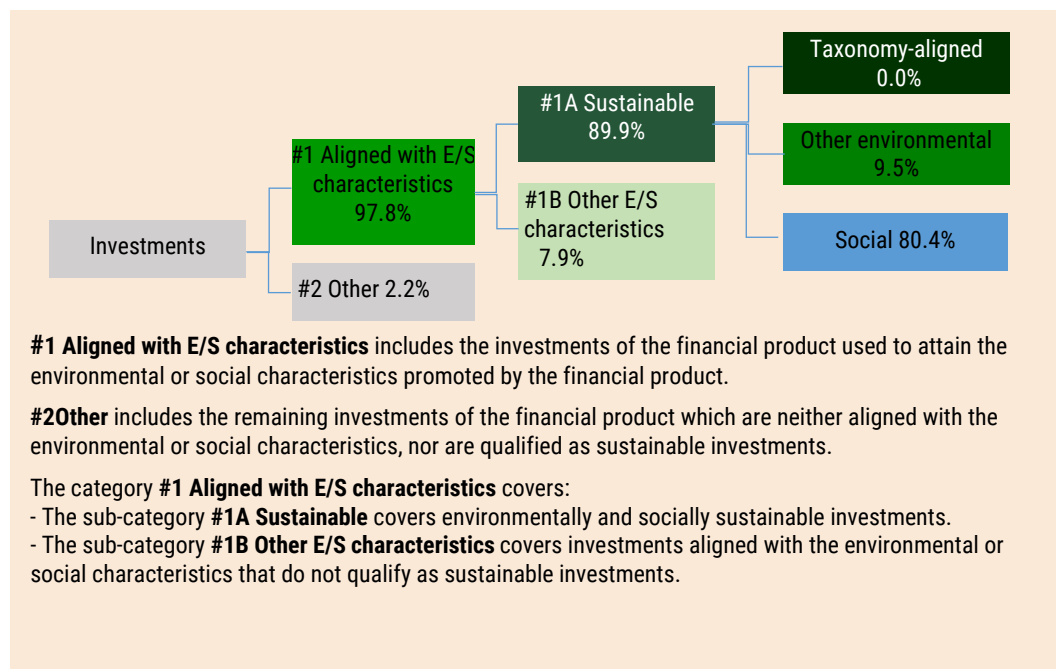 Taxonomy-aligned
0.0%
#1A Sustainable
89.9%
Other environmental
9.5%
#1 Aligned with E/S
characteristics
97.8%
#1B Other E/S
characteristics
7.9%
Investments
Social 80.4%
#2 Other 2.2%
#1 Aligned with E/S characteristics includes the investments of the financial product used to attain the
environmental or social characteristics promoted by the financial product.
#2Other includes the remaining investments of the financial product which are neither aligned with the
environmental or social characteristics, nor are qualified as sustainable investments.
The category #1 Aligned with E/S characteristics covers:
- The sub-category #1A Sustainable covers environmentally and socially sustainable investments.
- The sub-category #1B Other E/S characteristics covers investments aligned with the environmental or
social characteristics that do not qualify as sustainable investments.